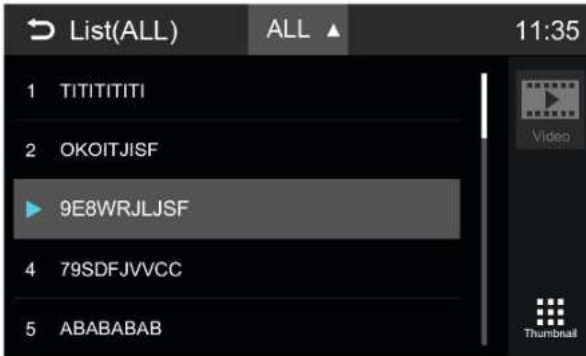 List(ALL) ALL ▲ 11:35
1 TITITITITI
Video
2 OKOITJISF
9E8WRJLJSF
4 79SDFJVVCC
5 ABABABAB
Thumbnail